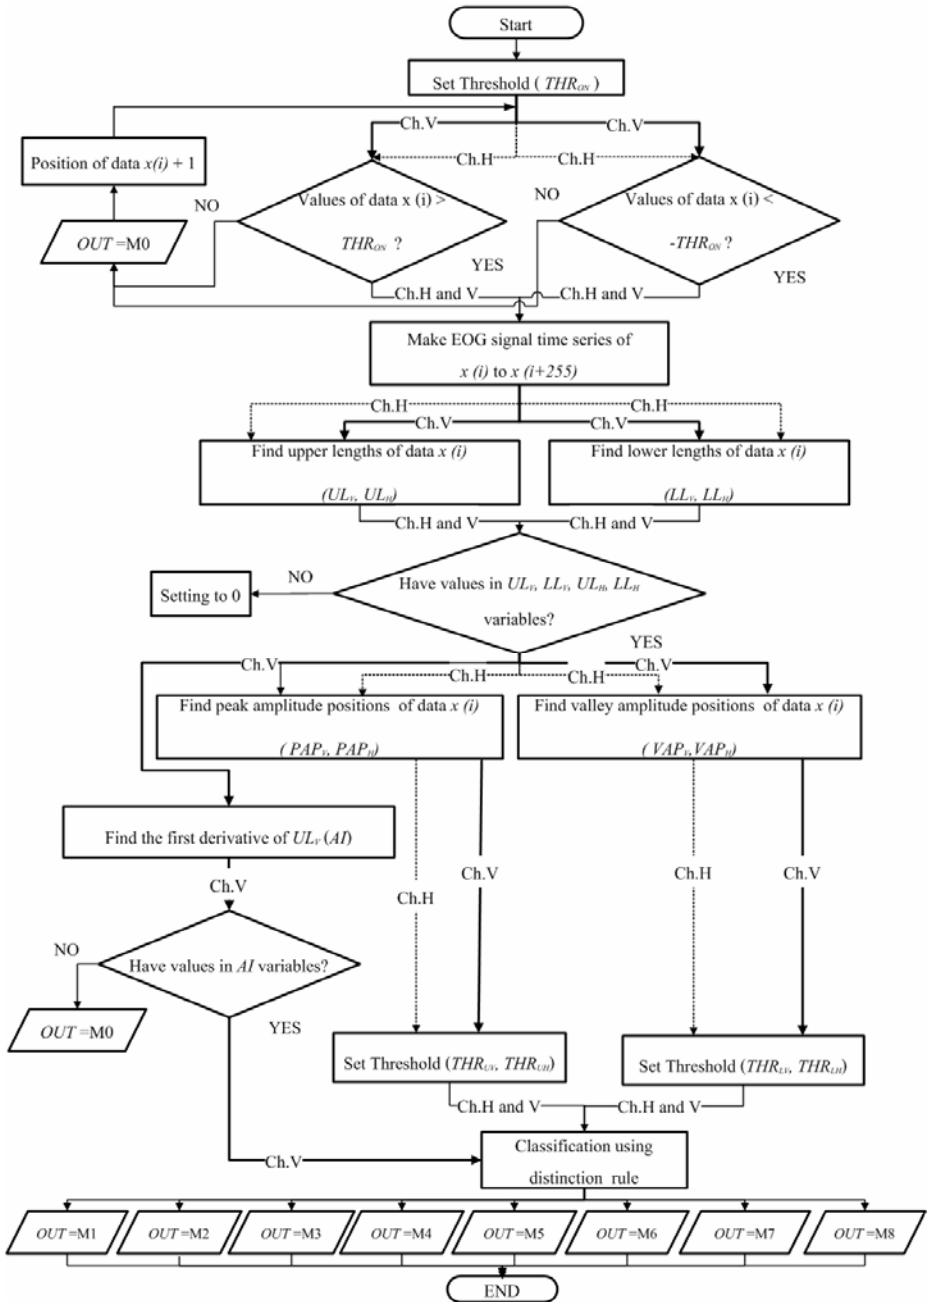 Start
Set Threshold ( THR_ON )
Ch.V
Ch.V
Ch.H
Ch.H
Position of data x(i) + 1
NO
Values of data x (i) >
THR_ON ?
NO
Values of data x (i) <
-THR_ON ?
OUT =M0
YES
YES
Ch.H and V
Ch.H and V
Make EOG signal time series of
x (i) to x (i+255)
Ch.H
Ch.H
Ch.V
Ch.V
Find upper lengths of data x (i)
(UL_V, UL_H)
Find lower lengths of data x (i)
(LL_V, LL_H)
Ch.H and V
Ch.H and V
NO
Setting to 0
Have values in UL_V, LL_V, UL_H, LL_H
variables?
YES
Ch.V
Ch.H
Ch.H
Ch.V
Find peak amplitude positions of data x (i)
( PAP_V, PAP_H)
Find valley amplitude positions of data x (i)
( VAP_V,VAP_H)
Find the first derivative of UL_V (AI)
Ch.V
Ch.H
Ch.V
Ch.H
Ch.V
NO
Have values in AI variables?
OUT =M0
YES
Set Threshold (THR_UV, THR_UH)
Set Threshold (THR_LV, THR_LH)
Ch.H and V
Ch.H and V
Ch.V
Classification using
distinction rule
OUT=M1
OUT=M2
OUT=M3
OUT=M4
OUT=M5
OUT=M6
OUT=M7
OUT=M8
END